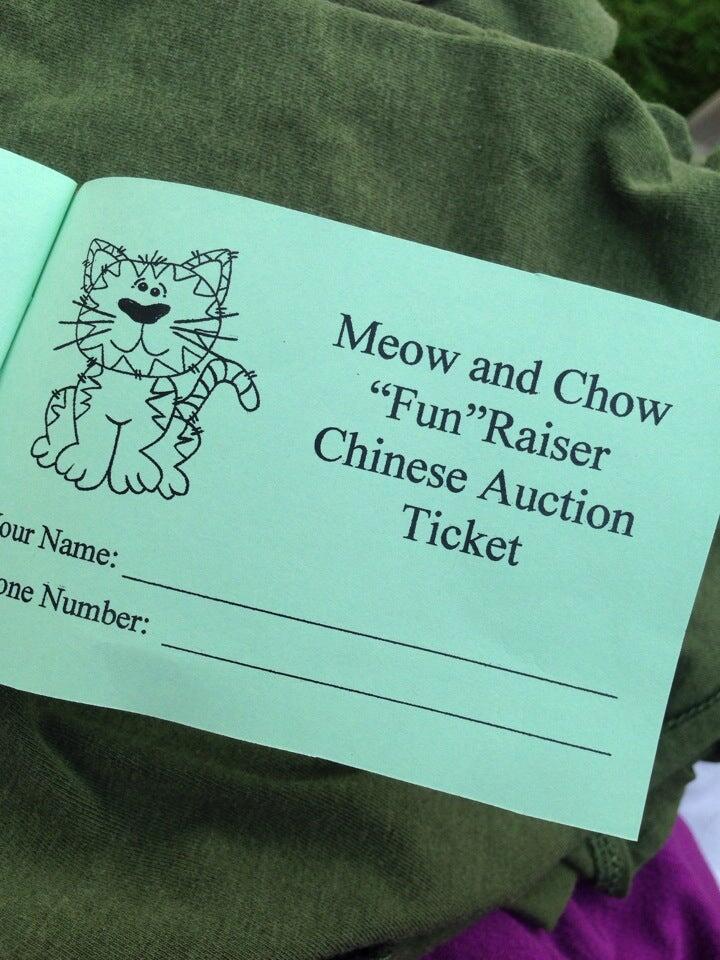 Meow and Chow
“Fun”Raiser
Chinese Auction
Ticket
our Name:
one Number: